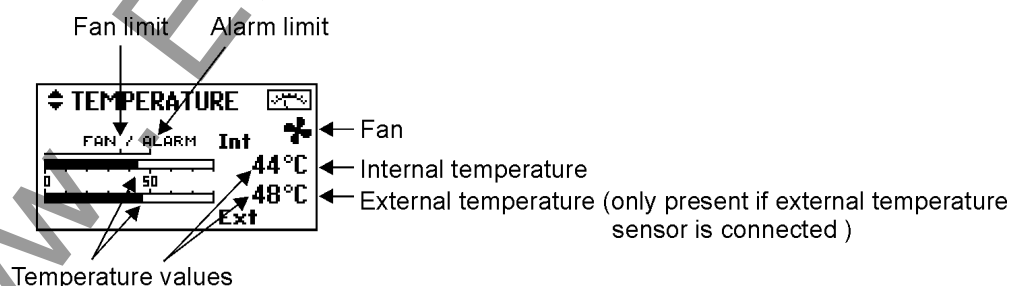 Fan limit Alarm limit
TEMPERATURE
FAN / ALARM Int
Fan
44°C
Internal temperature
0 50
48°C
External temperature (only present if external temperature
sensor is connected )
Ext
Temperature values